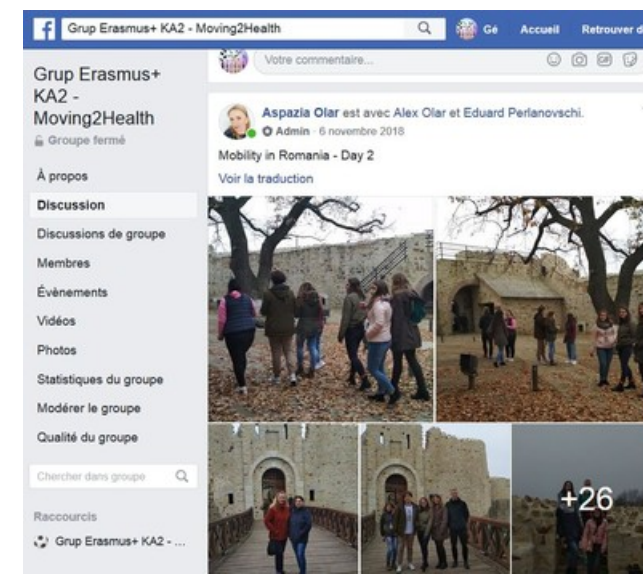 Grup Erasmus+ KA2 - Moving2Health
Gé
Accueil
Retrouver d
Grup Erasmus+
KA2 -
Moving2Health
Groupe fermé
À propos
Discussion
Discussions de groupe
Membres
Évènements
Vidéos
Photos
Statistiques du groupe
Modérer le groupe
Qualité du groupe
Chercher dans groupe
Raccourcis
Grup Erasmus+ KA2 - ...
Votre commentaire...
GIF
Aspazia Olar est avec Alex Olar et Eduard Perlanovschi.
Admin · 6 novembre 2018
Mobility in Romania - Day 2
Voir la traduction
+26